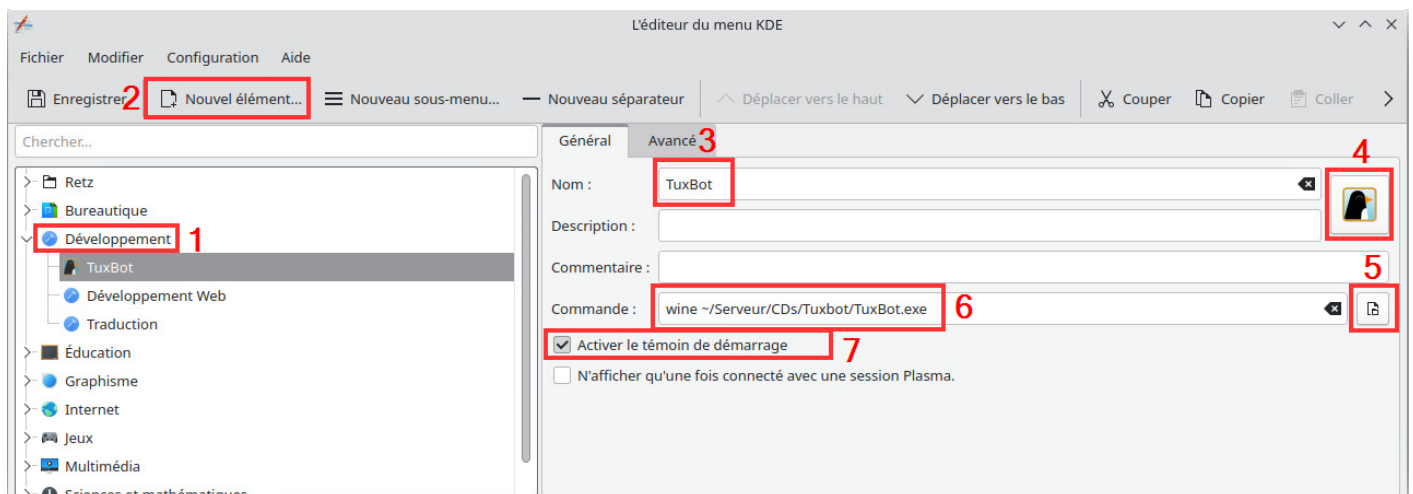 L'éditeur du menu KDE
Fichier Modifier Configuration Aide
Enregistrer 2 Nouvel élément... Nouveau sous-menu... Nouveau séparateur Déplacer vers le haut Déplacer vers le bas Couper Copier Coller
Chercher...
Retz
Bureautique
Développement 1
TuxBot
Développement Web
Traduction
Éducation
Graphisme
Internet
Jeux
Multimédia
Sciences et mathématiques
Général Avancé 3
Nom : TuxBot
4
Description :
Commentaire :
5
Commande : wine ~/Serveur/CDs/Tuxbot/TuxBot.exe 6
Activer le témoin de démarrage 7
N'afficher qu'une fois connecté avec une session Plasma.